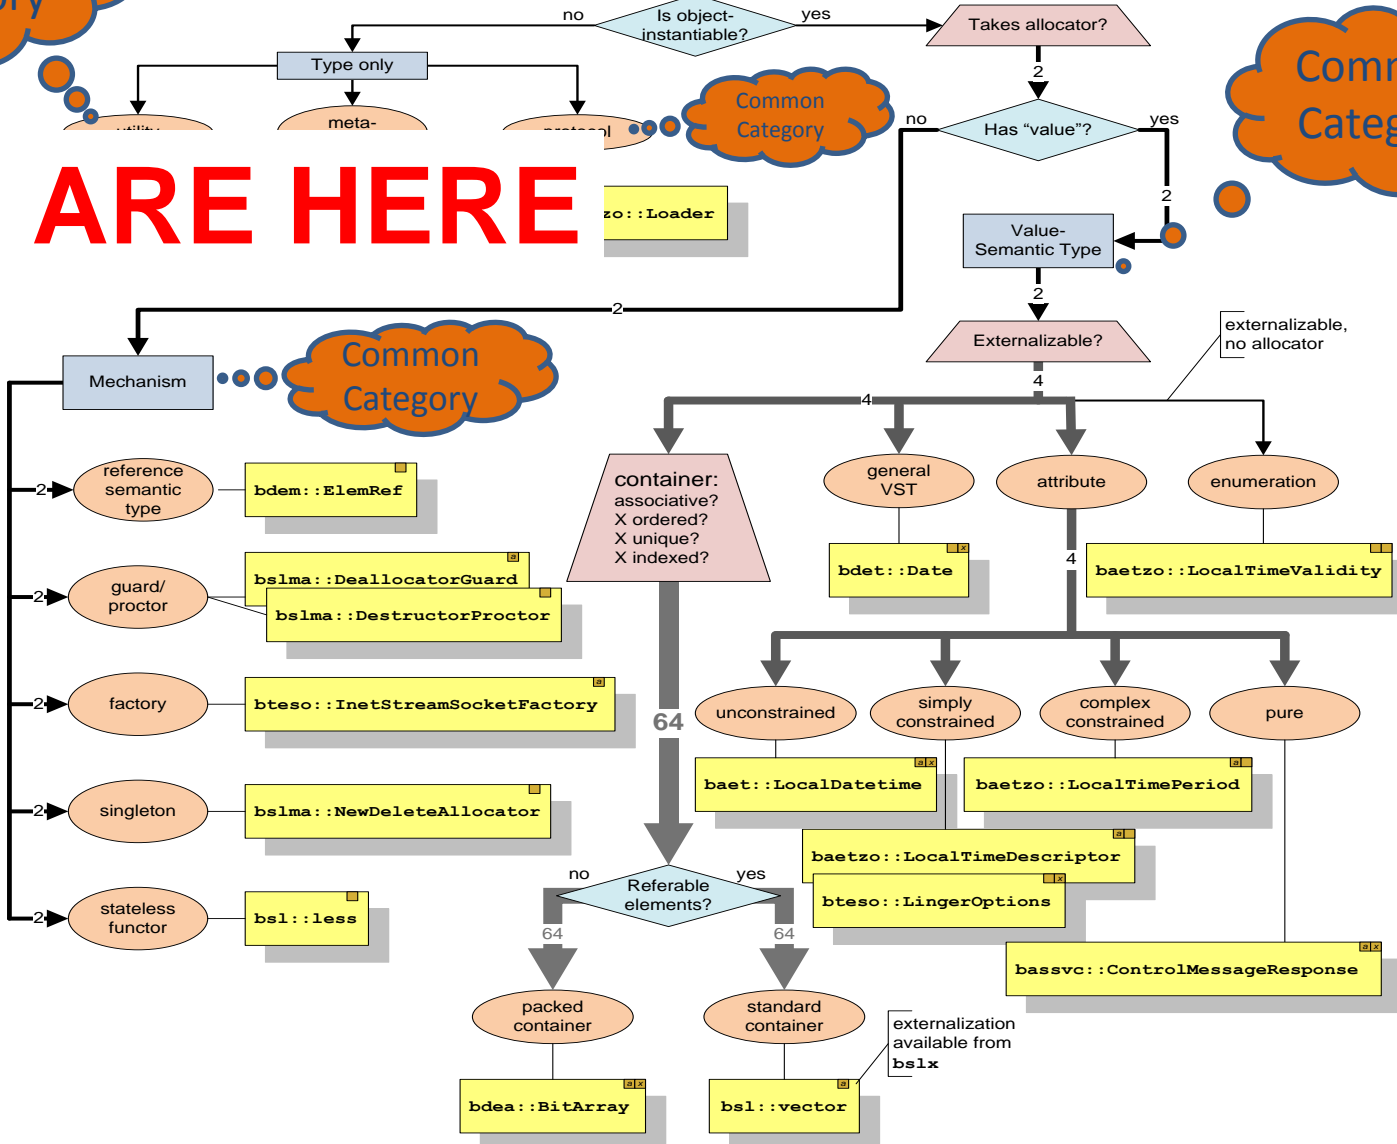 ory
no
Is object-
instantiable?
yes
Takes allocator?
Type only
2
Common
Category
meta-
no
Has “value”?
yes
2
ARE HERE
zo::Loader
Value-
Semantic Type
2
2
Externalizable?
externalizable,
no allocator
Common
Category
Mechanism
4
4
container:
associative?
X ordered?
X unique?
X indexed?
general
VST
attribute
enumeration
2
reference
semantic
type
bdem::ElemRef
x
bdet::Date
4
baetzo::LocalTimeValidity
2
guard/
proctor
a
bslma::DeallocatorGuard
bslma::DestructorProctor
2
factory
a
bteso::InetStreamSocketFactory
64
unconstrained
simply
constrained
complex
constrained
pure
a x
baet::LocalDatetime
a
baetzo::LocalTimePeriod
2
singleton
bslma::NewDeleteAllocator
a
baetzo::LocalTimeDescriptor
x
bteso::LingerOptions
no
Referable
elements?
yes
2
stateless
functor
bsl::less
64
64
a x
bassvc::ControlMessageResponse
packed
container
standard
container
externalization
available from
bslx
a x
bdea::BitArray
a
bsl::vector